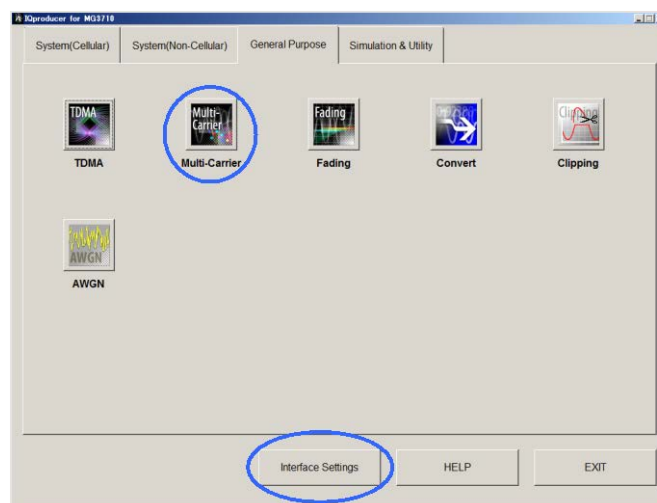 IQproducer for MG3710
System(Cellular) System(Non-Cellular) General Purpose Simulation & Utility
TDMA Multi-Carrier Fading Convert Clipping
TDMA Multi-Carrier Fading Convert Clipping
AWGN
AWGN
Interface Settings HELP EXIT